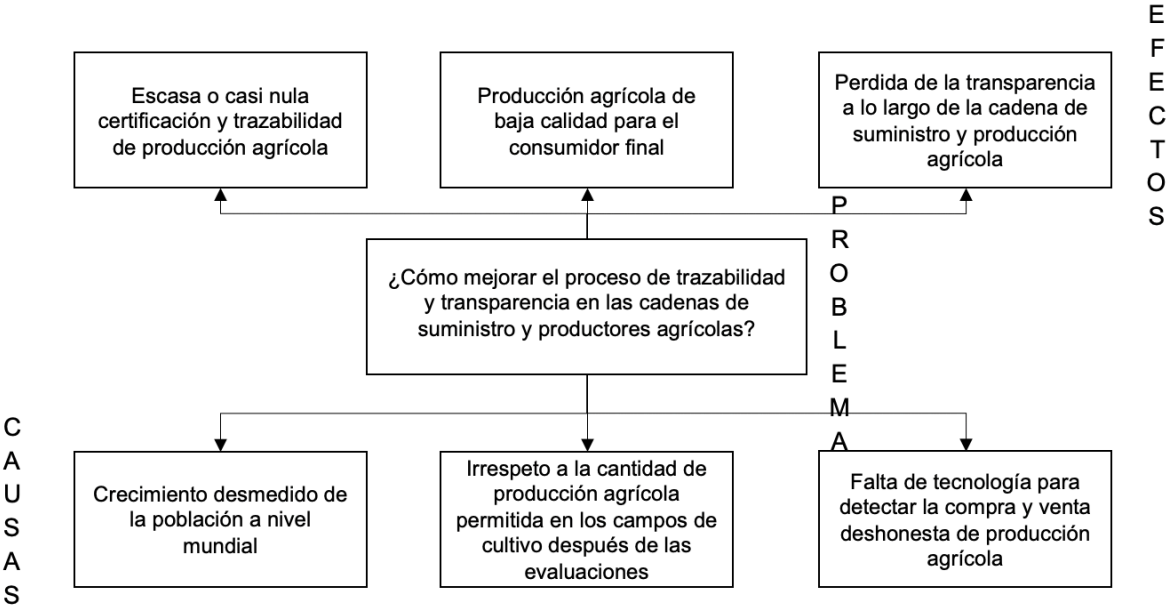 EFECTOS
Escasa o casi nula
certificación y trazabilidad
de producción agrícola
Producción agrícola de
baja calidad para el
consumidor final
Perdida de la transparencia
a lo largo de la cadena de
suministro y producción
agrícola
PROBLEMA
¿Cómo mejorar el proceso de trazabilidad
y transparencia en las cadenas de
suministro y productores agrícolas?
CAUSAS
Crecimiento desmedido de
la población a nivel
mundial
Irrespeto a la cantidad de
producción agrícola
permitida en los campos de
cultivo después de las
evaluaciones
Falta de tecnología para
detectar la compra y venta
deshonesta de producción
agrícola